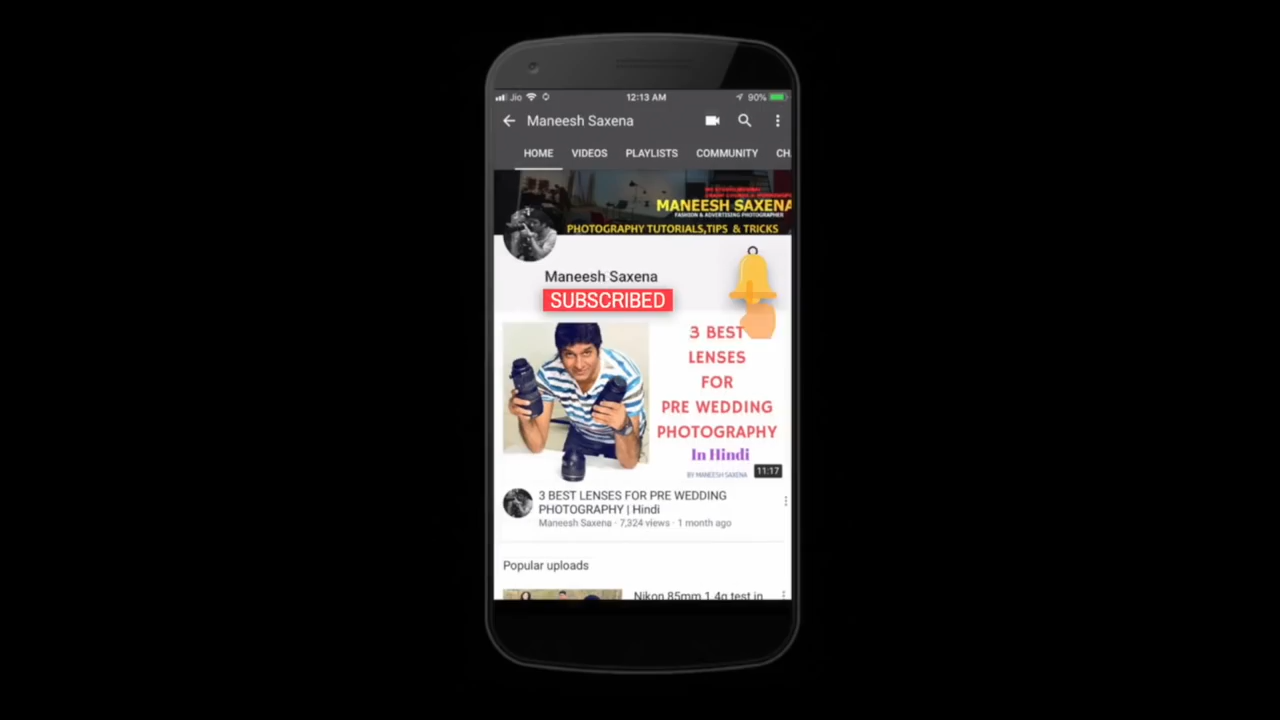 Jio
12:13 AM
90%
Maneesh Saxena
HOME VIDEOS PLAYLISTS COMMUNITY CH
MANEESH SAXENA
FASHION & ADVERTISING PHOTOGRAPHER
PHOTOGRAPHY TUTORIALS,TIPS & TRICKS
Maneesh Saxena
SUBSCRIBED
3 BEST
LENSES
FOR
PRE WEDDING
PHOTOGRAPHY
In Hindi
BY MANEESH SAXENA
11:17
3 BEST LENSES FOR PRE WEDDING
PHOTOGRAPHY | Hindi
Maneesh Saxena · 7,324 views · 1 month ago
Popular uploads
Nikon 85mm 1.4g test in